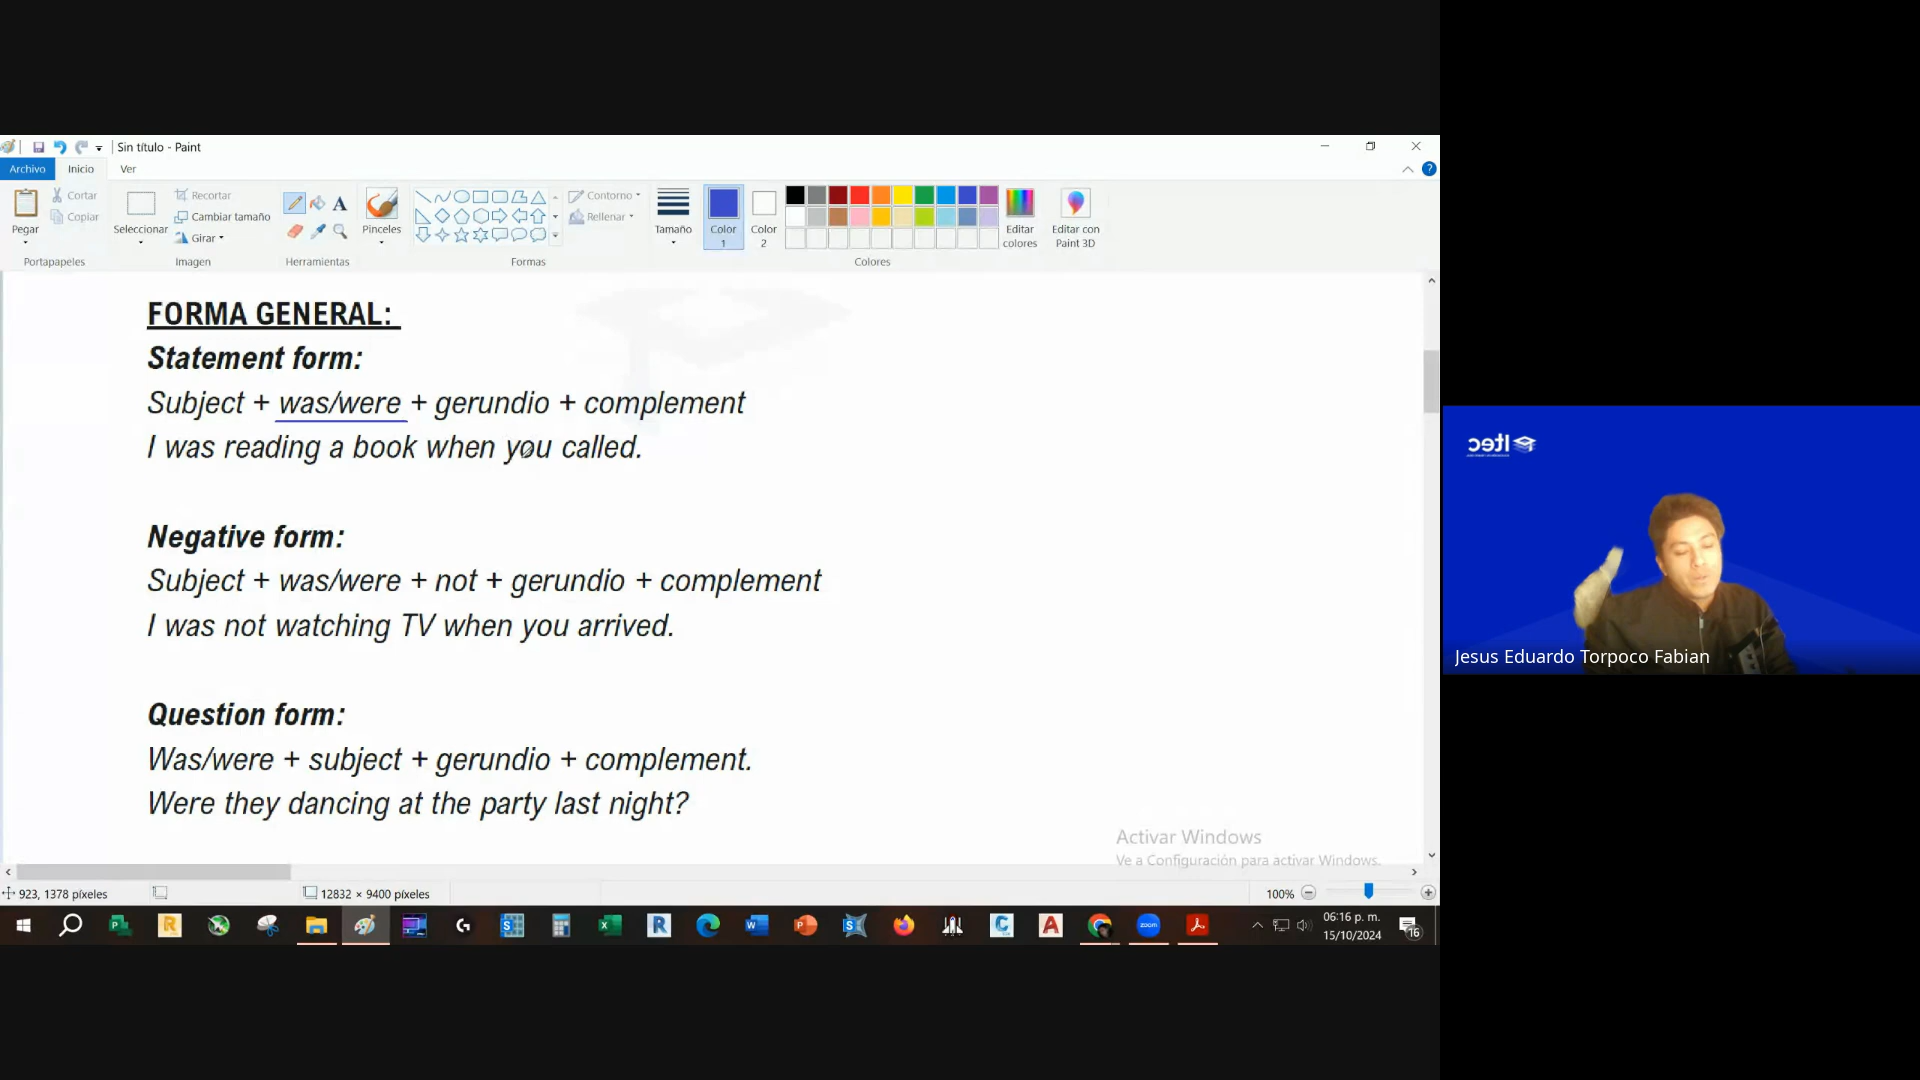 Sin título - Paint
Archivo Inicio Ver
Pegar
Cortar
Copiar
Portapapeles
Seleccionar
Recortar
Cambiar tamaño
Girar
Imagen
Herramientas
Pinceles
Formas
Contorno
Rellenar
Tamaño
Color 1
Color 2
Colores
Editar colores
Editar con Paint 3D
FORMA GENERAL:
Statement form:
Subject + was/were + gerundio + complement
I was reading a book when you called.
Negative form:
Subject + was/were + not + gerundio + complement
I was not watching TV when you arrived.
Question form:
Was/were + subject + gerundio + complement.
Were they dancing at the party last night?
Activar Windows
Ve a Configuración para activar Windows.
923, 1378 píxeles
12832 × 9400 píxeles
100%
06:16 p. m.
15/10/2024
16
zoom
Itec
Jesus Eduardo Torpoco Fabian